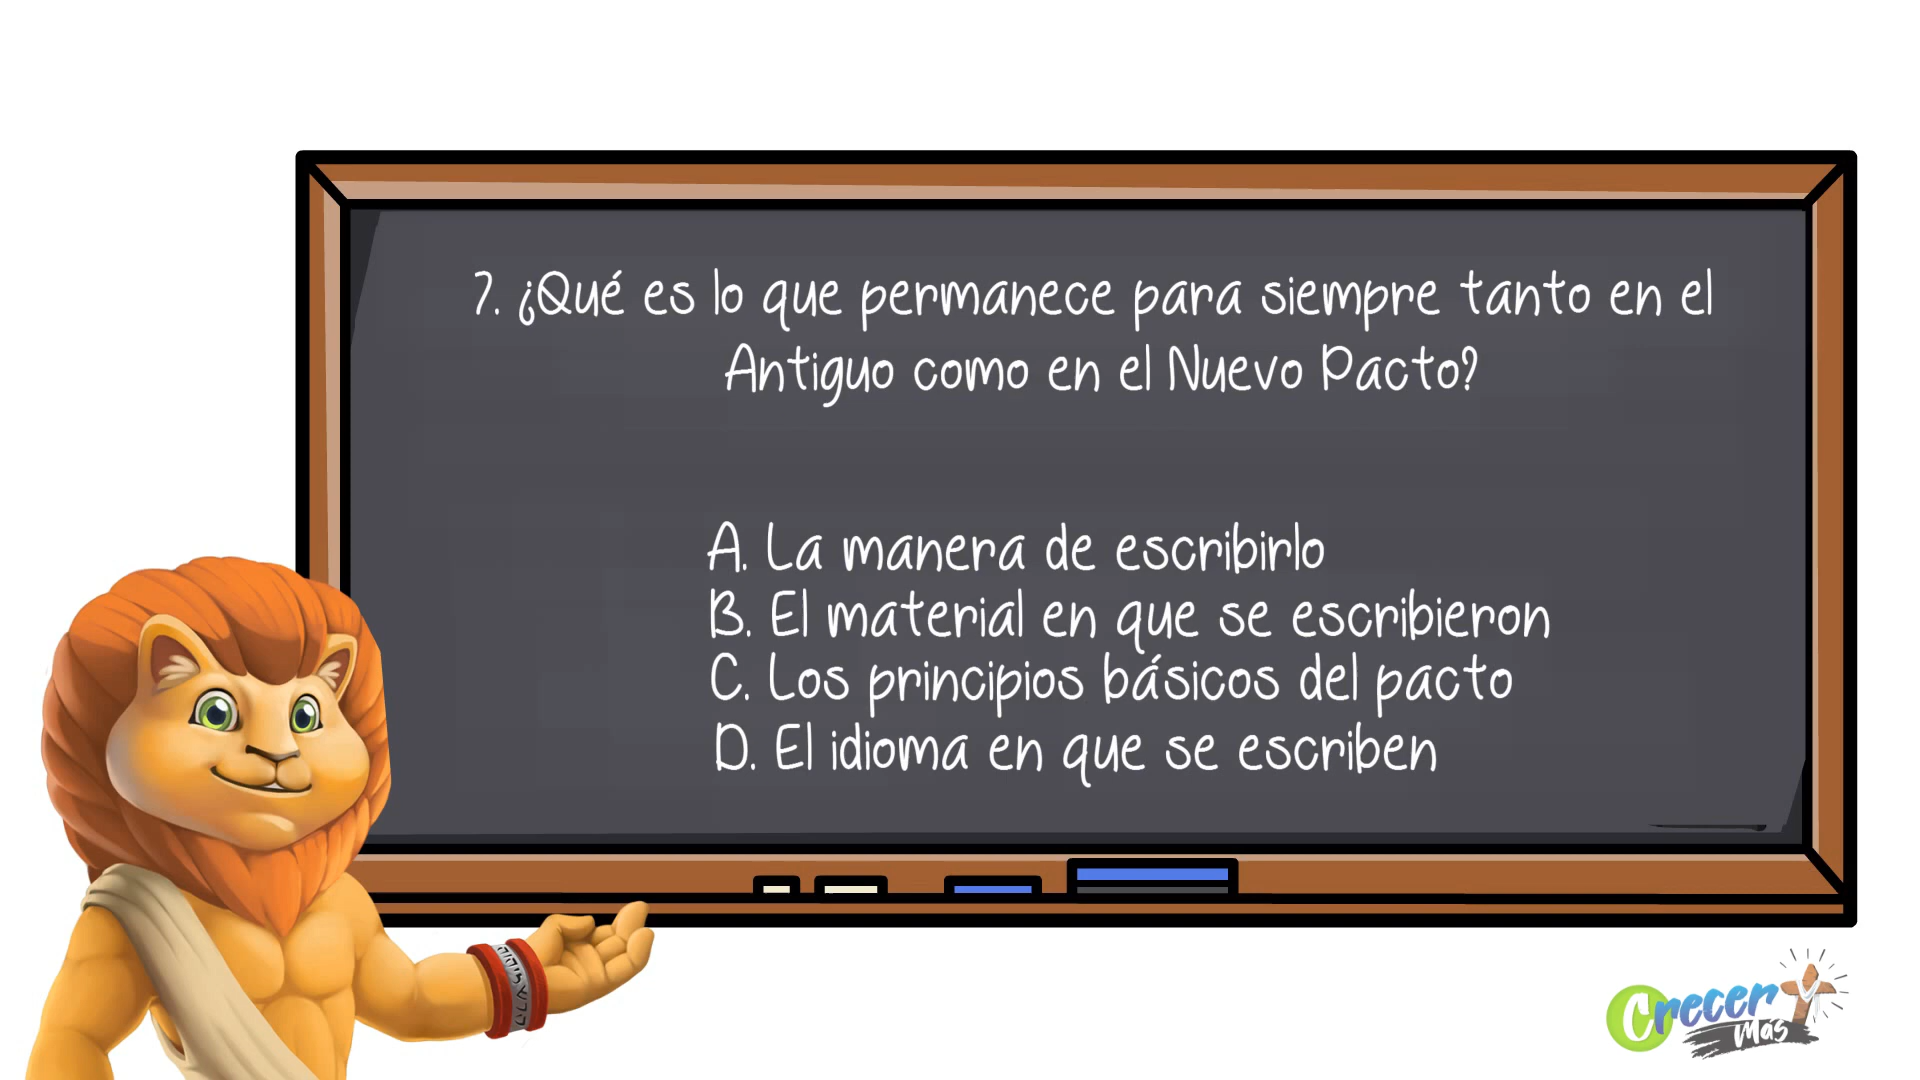 7. ¿Qué es lo que permanece para siempre tanto en el
Antiguo como en el Nuevo Pacto?
A. La manera de escribirlo
B. El material en que se escribieron
C. Los principios básicos del pacto
D. El idioma en que se escriben
Crecer
Más